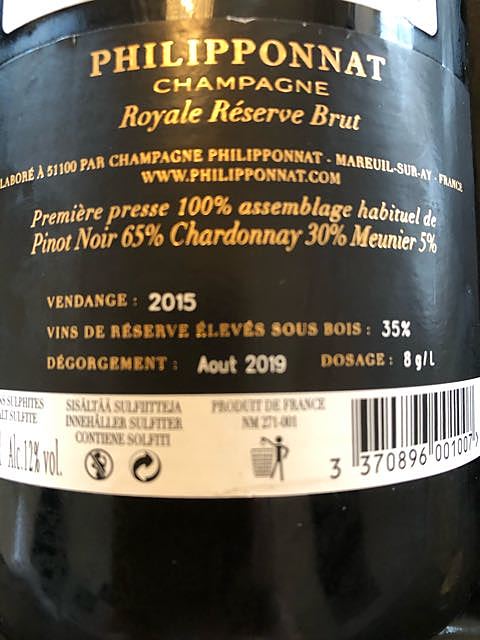 PHILIPPONNAT
CHAMPAGNE
Royale Réserve Brut
LABORÉ À 51100 PAR CHAMPAGNE PHILIPPONNAT - MAREUIL-SUR-AY - FRANCE
WWW.PHILIPPONNAT.COM
Première presse 100% assemblage habituel de
Pinot Noir 65% Chardonnay 30% Meunier 5%
VENDANGE : 2015
VINS DE RÉSERVE ÉLEVÉS SOUS BOIS : 35%
DÉGORGEMENT : Aout 2019 DOSAGE : 8 g/L
SULPHITES
SULFITE
Alc. 12% vol.
SISÄLTÄÄ SULFIITTEJA
INNEHÅLLER SULFITER
CONTIENE SOLFITI
PRODUIT DE FRANCE
NM 271-001
3 370896 001007